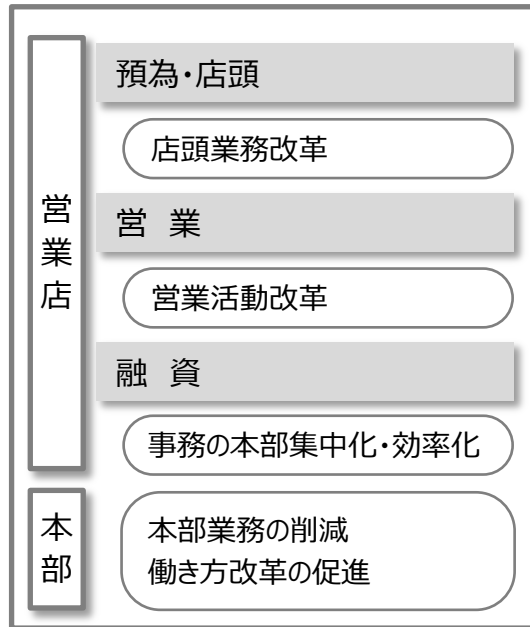 営業店
預為・店頭
店頭業務改革
営 業
営業活動改革
融 資
事務の本部集中化・効率化
本部
本部業務の削減
働き方改革の促進